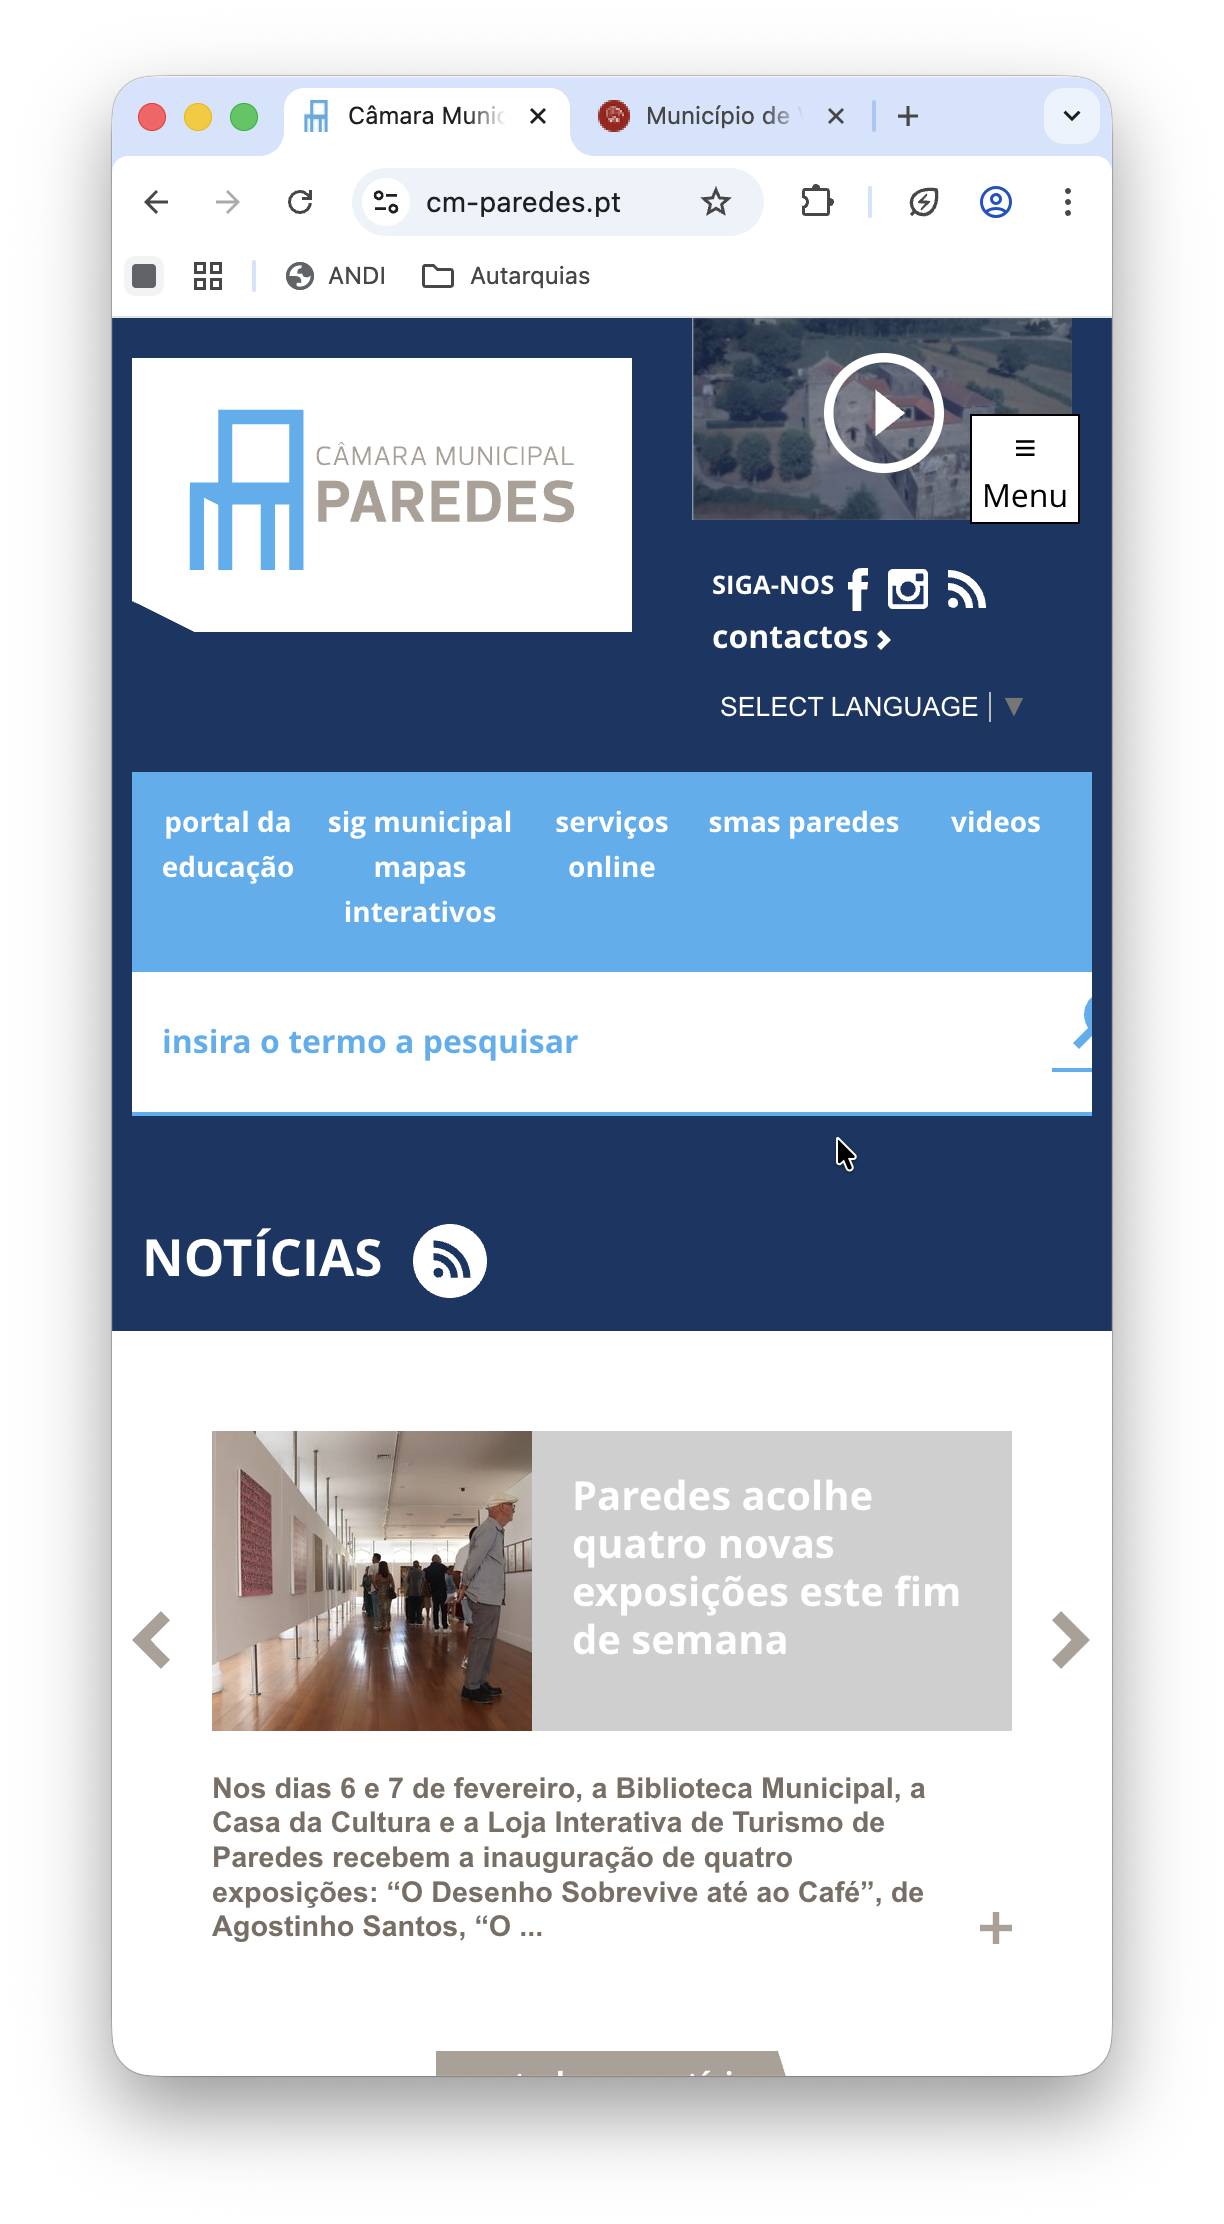 Câmara Munic
Município de
cm-paredes.pt
ANDI
Autarquias
CÂMARA MUNICIPAL
PAREDES
≡
Menu
SIGA-NOS
contactos
SELECT LANGUAGE ▼
portal da educação
sig municipal mapas interativos
serviços online
smas paredes
videos
insira o termo a pesquisar
NOTÍCIAS
Paredes acolhe
quatro novas
exposições este fim
de semana
Nos dias 6 e 7 de fevereiro, a Biblioteca Municipal, a
Casa da Cultura e a Loja Interativa de Turismo de
Paredes recebem a inauguração de quatro
exposições: “O Desenho Sobrevive até ao Café”, de
Agostinho Santos, “O ...